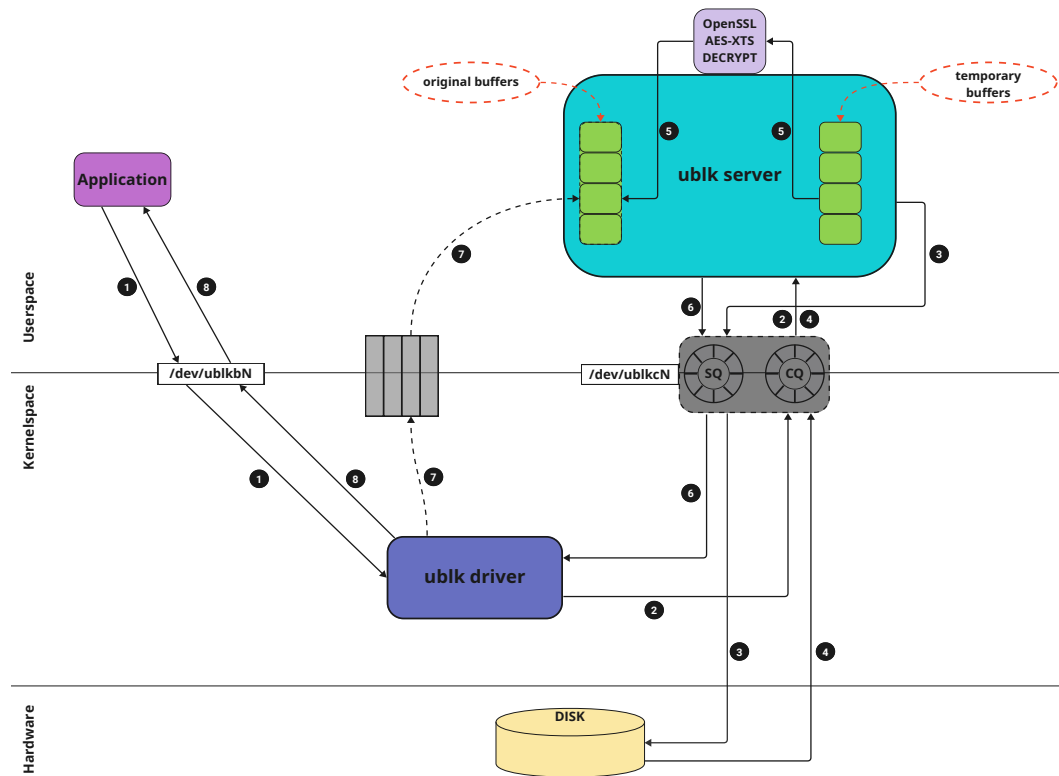 OpenSSL
AES-XTS
DECRYPT
original buffers
temporary
buffers
5
5
Application
ublk server
7
3
1
8
6
2
4
Userspace
/dev/ublkbN
/dev/ublkcN
SQ
CQ
Kernelspace
1
8
7
6
ublk driver
2
3
4
DISK
Hardware